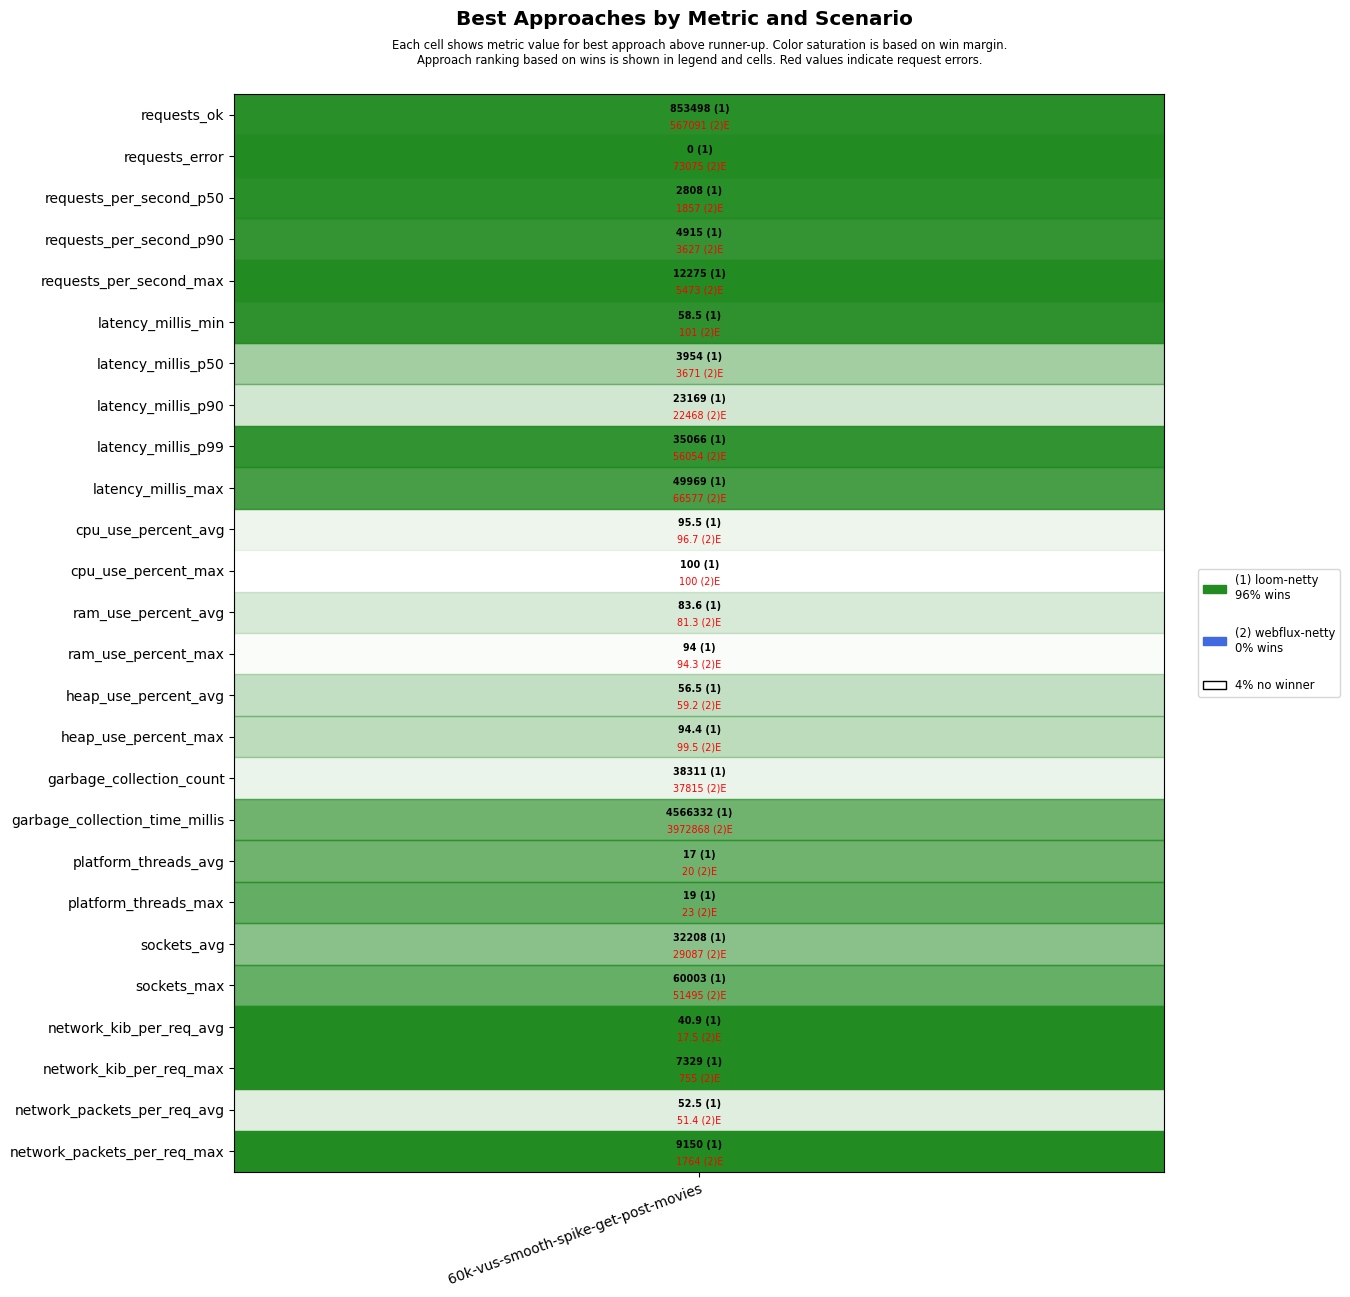 Best Approaches by Metric and Scenario
Each cell shows metric value for best approach above runner-up. Color saturation is based on win margin.
Approach ranking based on wins is shown in legend and cells. Red values indicate request errors.
requests_ok
853498 (1)
567091 (2)E
requests_error
0 (1)
73075 (2)E
requests_per_second_p50
2808 (1)
1857 (2)E
requests_per_second_p90
4915 (1)
3627 (2)E
requests_per_second_max
12275 (1)
5473 (2)E
latency_millis_min
58.5 (1)
101 (2)E
latency_millis_p50
3954 (1)
3671 (2)E
latency_millis_p90
23169 (1)
22468 (2)E
latency_millis_p99
35066 (1)
56054 (2)E
latency_millis_max
49969 (1)
66577 (2)E
cpu_use_percent_avg
95.5 (1)
96.7 (2)E
cpu_use_percent_max
100 (1)
100 (2)E
ram_use_percent_avg
83.6 (1)
81.3 (2)E
ram_use_percent_max
94 (1)
94.3 (2)E
heap_use_percent_avg
56.5 (1)
59.2 (2)E
heap_use_percent_max
94.4 (1)
99.5 (2)E
garbage_collection_count
38311 (1)
37815 (2)E
garbage_collection_time_millis
4566332 (1)
3972868 (2)E
platform_threads_avg
17 (1)
20 (2)E
platform_threads_max
19 (1)
23 (2)E
sockets_avg
32208 (1)
29087 (2)E
sockets_max
60003 (1)
51495 (2)E
network_kib_per_req_avg
40.9 (1)
17.5 (2)E
network_kib_per_req_max
7329 (1)
755 (2)E
network_packets_per_req_avg
52.5 (1)
51.4 (2)E
network_packets_per_req_max
9150 (1)
1764 (2)E
60k-vus-smooth-spike-get-post-movies
(1) loom-netty
96% wins
(2) webflux-netty
0% wins
4% no winner